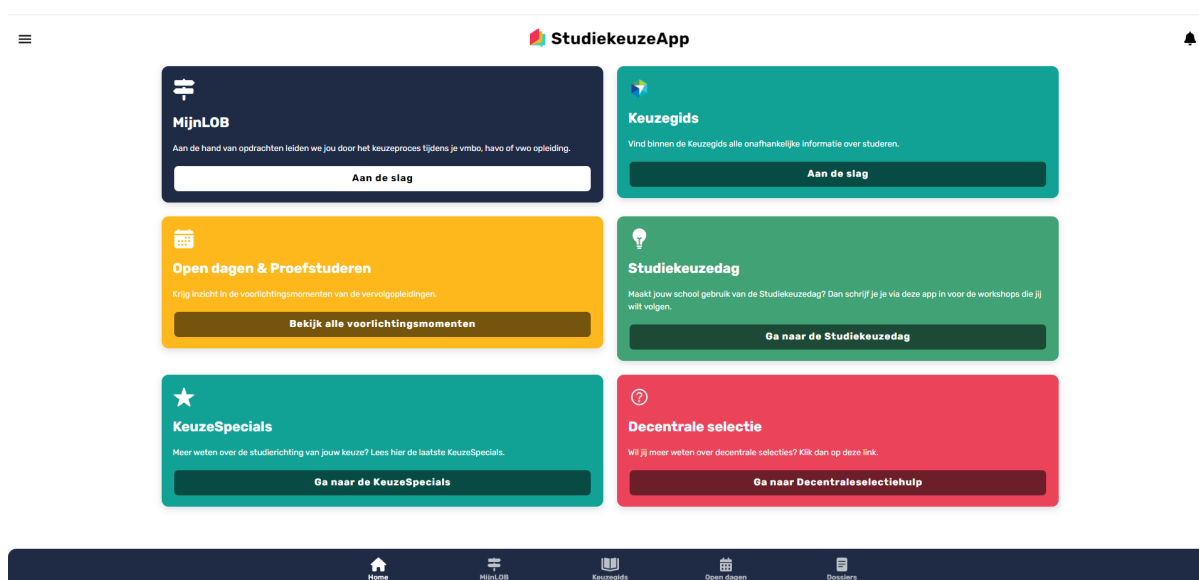 StudiekeuzeApp
MijnLOB
Aan de hand van opdrachten leiden we jou door het keuzeproces tijdens je vmbo, havo of vwo opleiding.
Aan de slag
Keuzegids
Vind binnen de Keuzegids alle onafhankelijke informatie over studeren.
Aan de slag
Open dagen & Proefstuderen
Krijg inzicht in de voorlichtingsmomenten van de vervolgopleidingen.
Bekijk alle voorlichtingsmomenten
Studiekeuzedag
Maakt jouw school gebruik van de Studiekeuzedag? Dan schrijf je je via deze app in voor de workshops die jij
wilt volgen.
Ga naar de Studiekeuzedag
KeuzeSpecials
Meer weten over de studierichting van jouw keuze? Lees hier de laatste KeuzeSpecials.
Ga naar de KeuzeSpecials
Decentrale selectie
Wil jij meer weten over decentrale selecties? Klik dan op deze link.
Ga naar Decentraleselectiehulp
Home
MijnLOB
Keuzegids
Open dagen
Dossiers